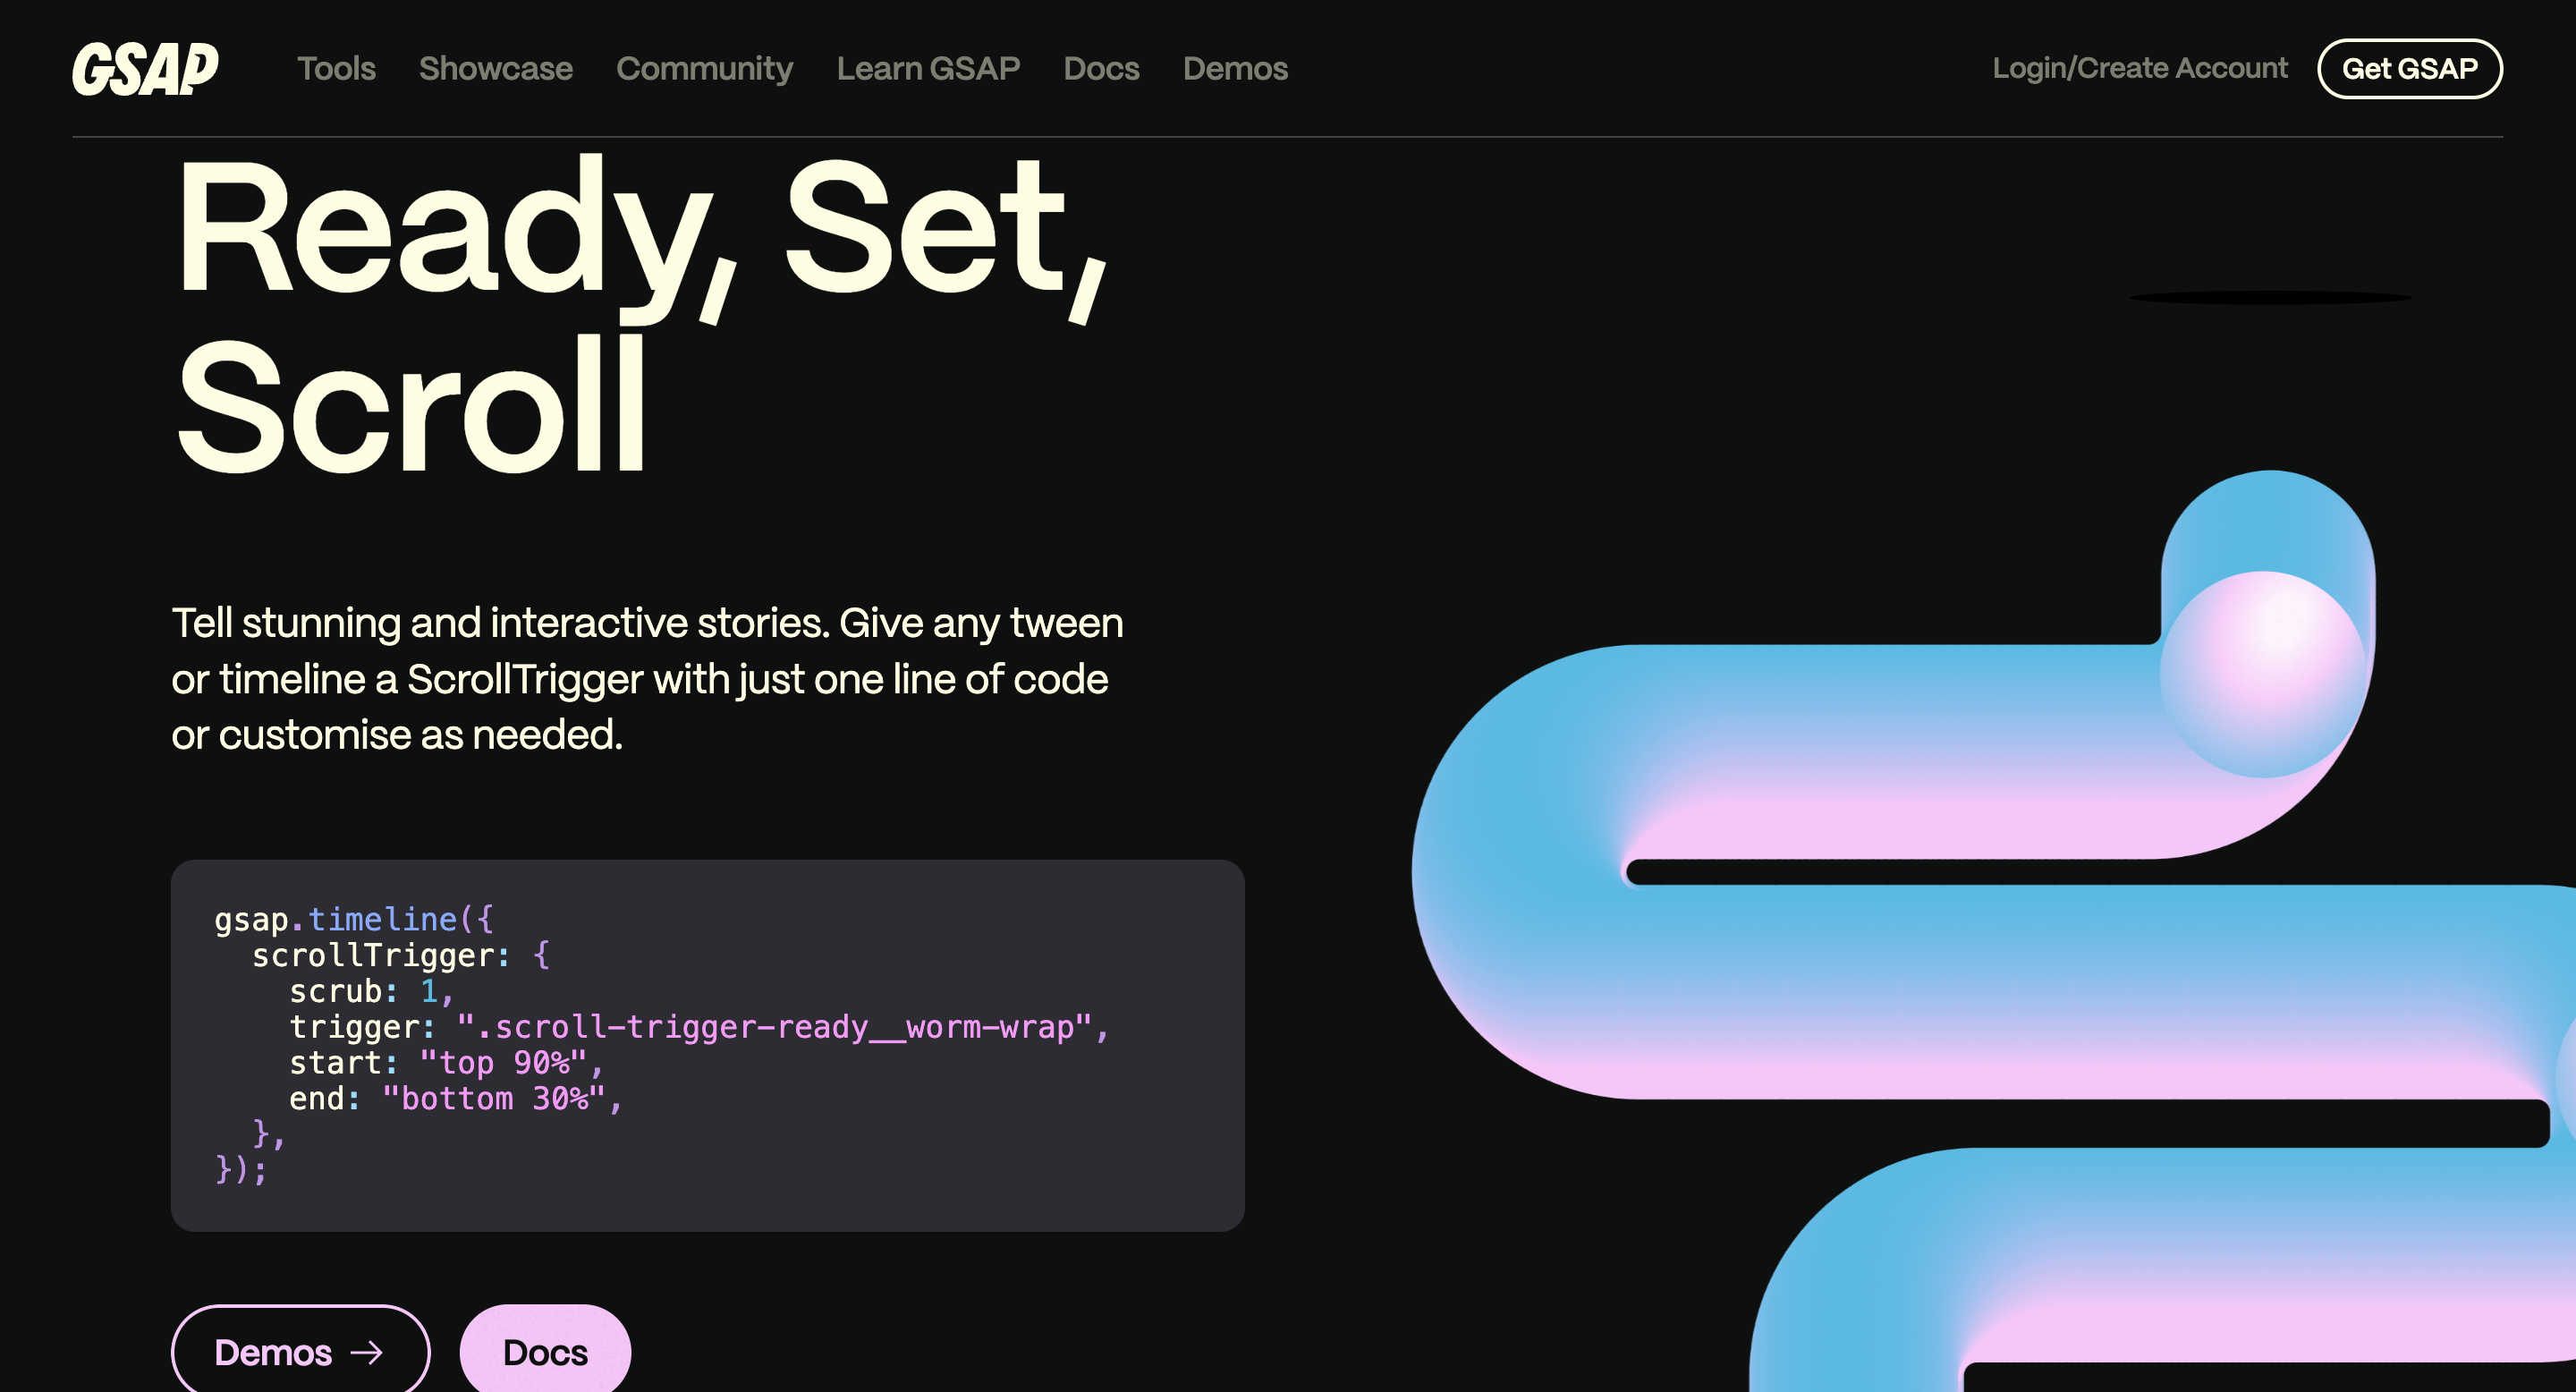 GSAP
Tools Showcase Community Learn GSAP Docs Demos
Login/Create Account Get GSAP
Ready, Set,
Scroll
Tell stunning and interactive stories. Give any tween
or timeline a ScrollTrigger with just one line of code
or customise as needed.
gsap.timeline({
  scrollTrigger: {
    scrub: 1,
    trigger: ".scroll-trigger-ready__worm-wrap",
    start: "top 90%",
    end: "bottom 30%",
  },
});
Demos →
Docs